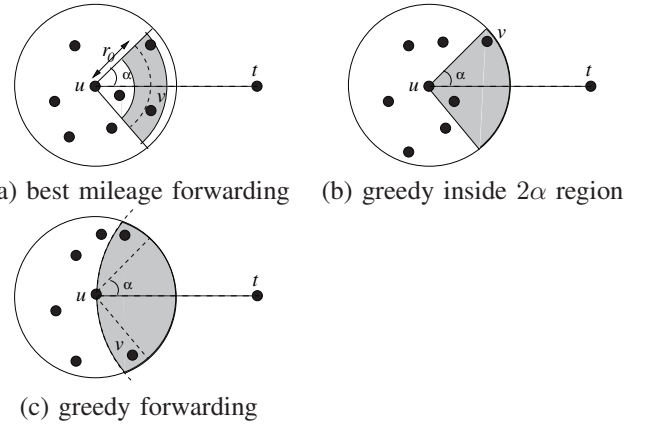 r0
α
u
v
t
v
α
u
t
a) best mileage forwarding
(b) greedy inside 2α region
α
u
t
v
(c) greedy forwarding